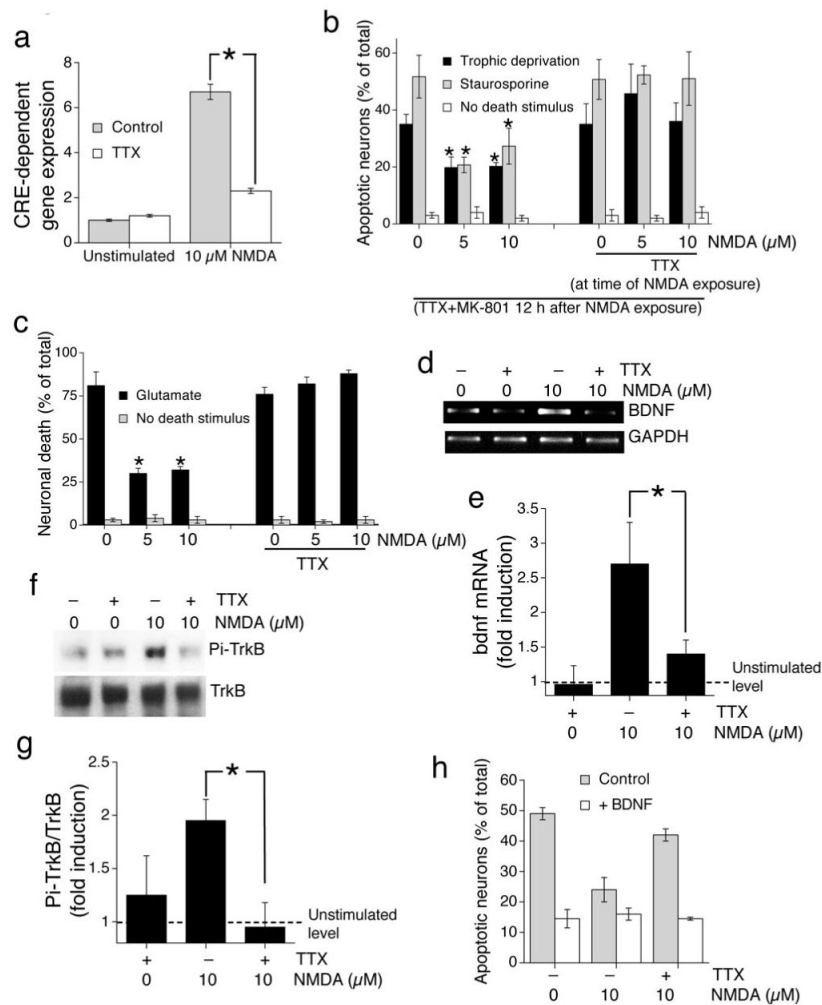 a
CRE-dependent
gene expression
8
6
4
2
0
*
Control
TTX
Unstimulated
10 µM NMDA
b
Apoptotic neurons (% of total)
60
40
20
0
Trophic deprivation
Staurosporine
No death stimulus
* * * *
0 5 10 0 5 10 NMDA (µM)
TTX
(at time of NMDA exposure)
(TTX+MK-801 12 h after NMDA exposure)
c
Neuronal death (% of total)
100
75
50
25
0
Glutamate
No death stimulus
* *
0 5 10 0 5 10 NMDA (µM)
TTX
d
– + – + TTX
0 0 10 10 NMDA (µM)
BDNF
GAPDH
e
bdnf mRNA
(fold induction)
3.5
3
2.5
2
1.5
1
*
Unstimulated
level
+ – + TTX
0 10 10 NMDA (µM)
f
– + – + TTX
0 0 10 10 NMDA (µM)
Pi-TrkB
TrkB
g
Pi-TrkB/TrkB
(fold induction)
2.5
2
1.5
1
*
Unstimulated
level
+ – + TTX
0 10 10 NMDA (µM)
h
Apoptotic neurons (% of total)
60
50
40
30
20
10
0
Control
+ BDNF
– – + TTX
0 10 10 NMDA (µM)